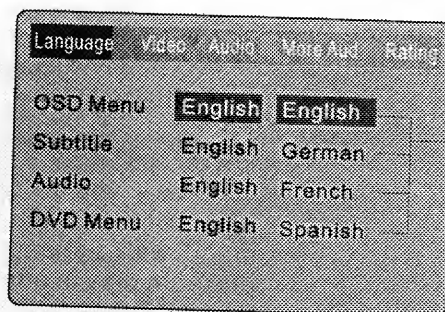 Language Video Audio More Aud Rating
OSD Menu English English
Subtitle English German
Audio English French
DVD Menu English Spanish